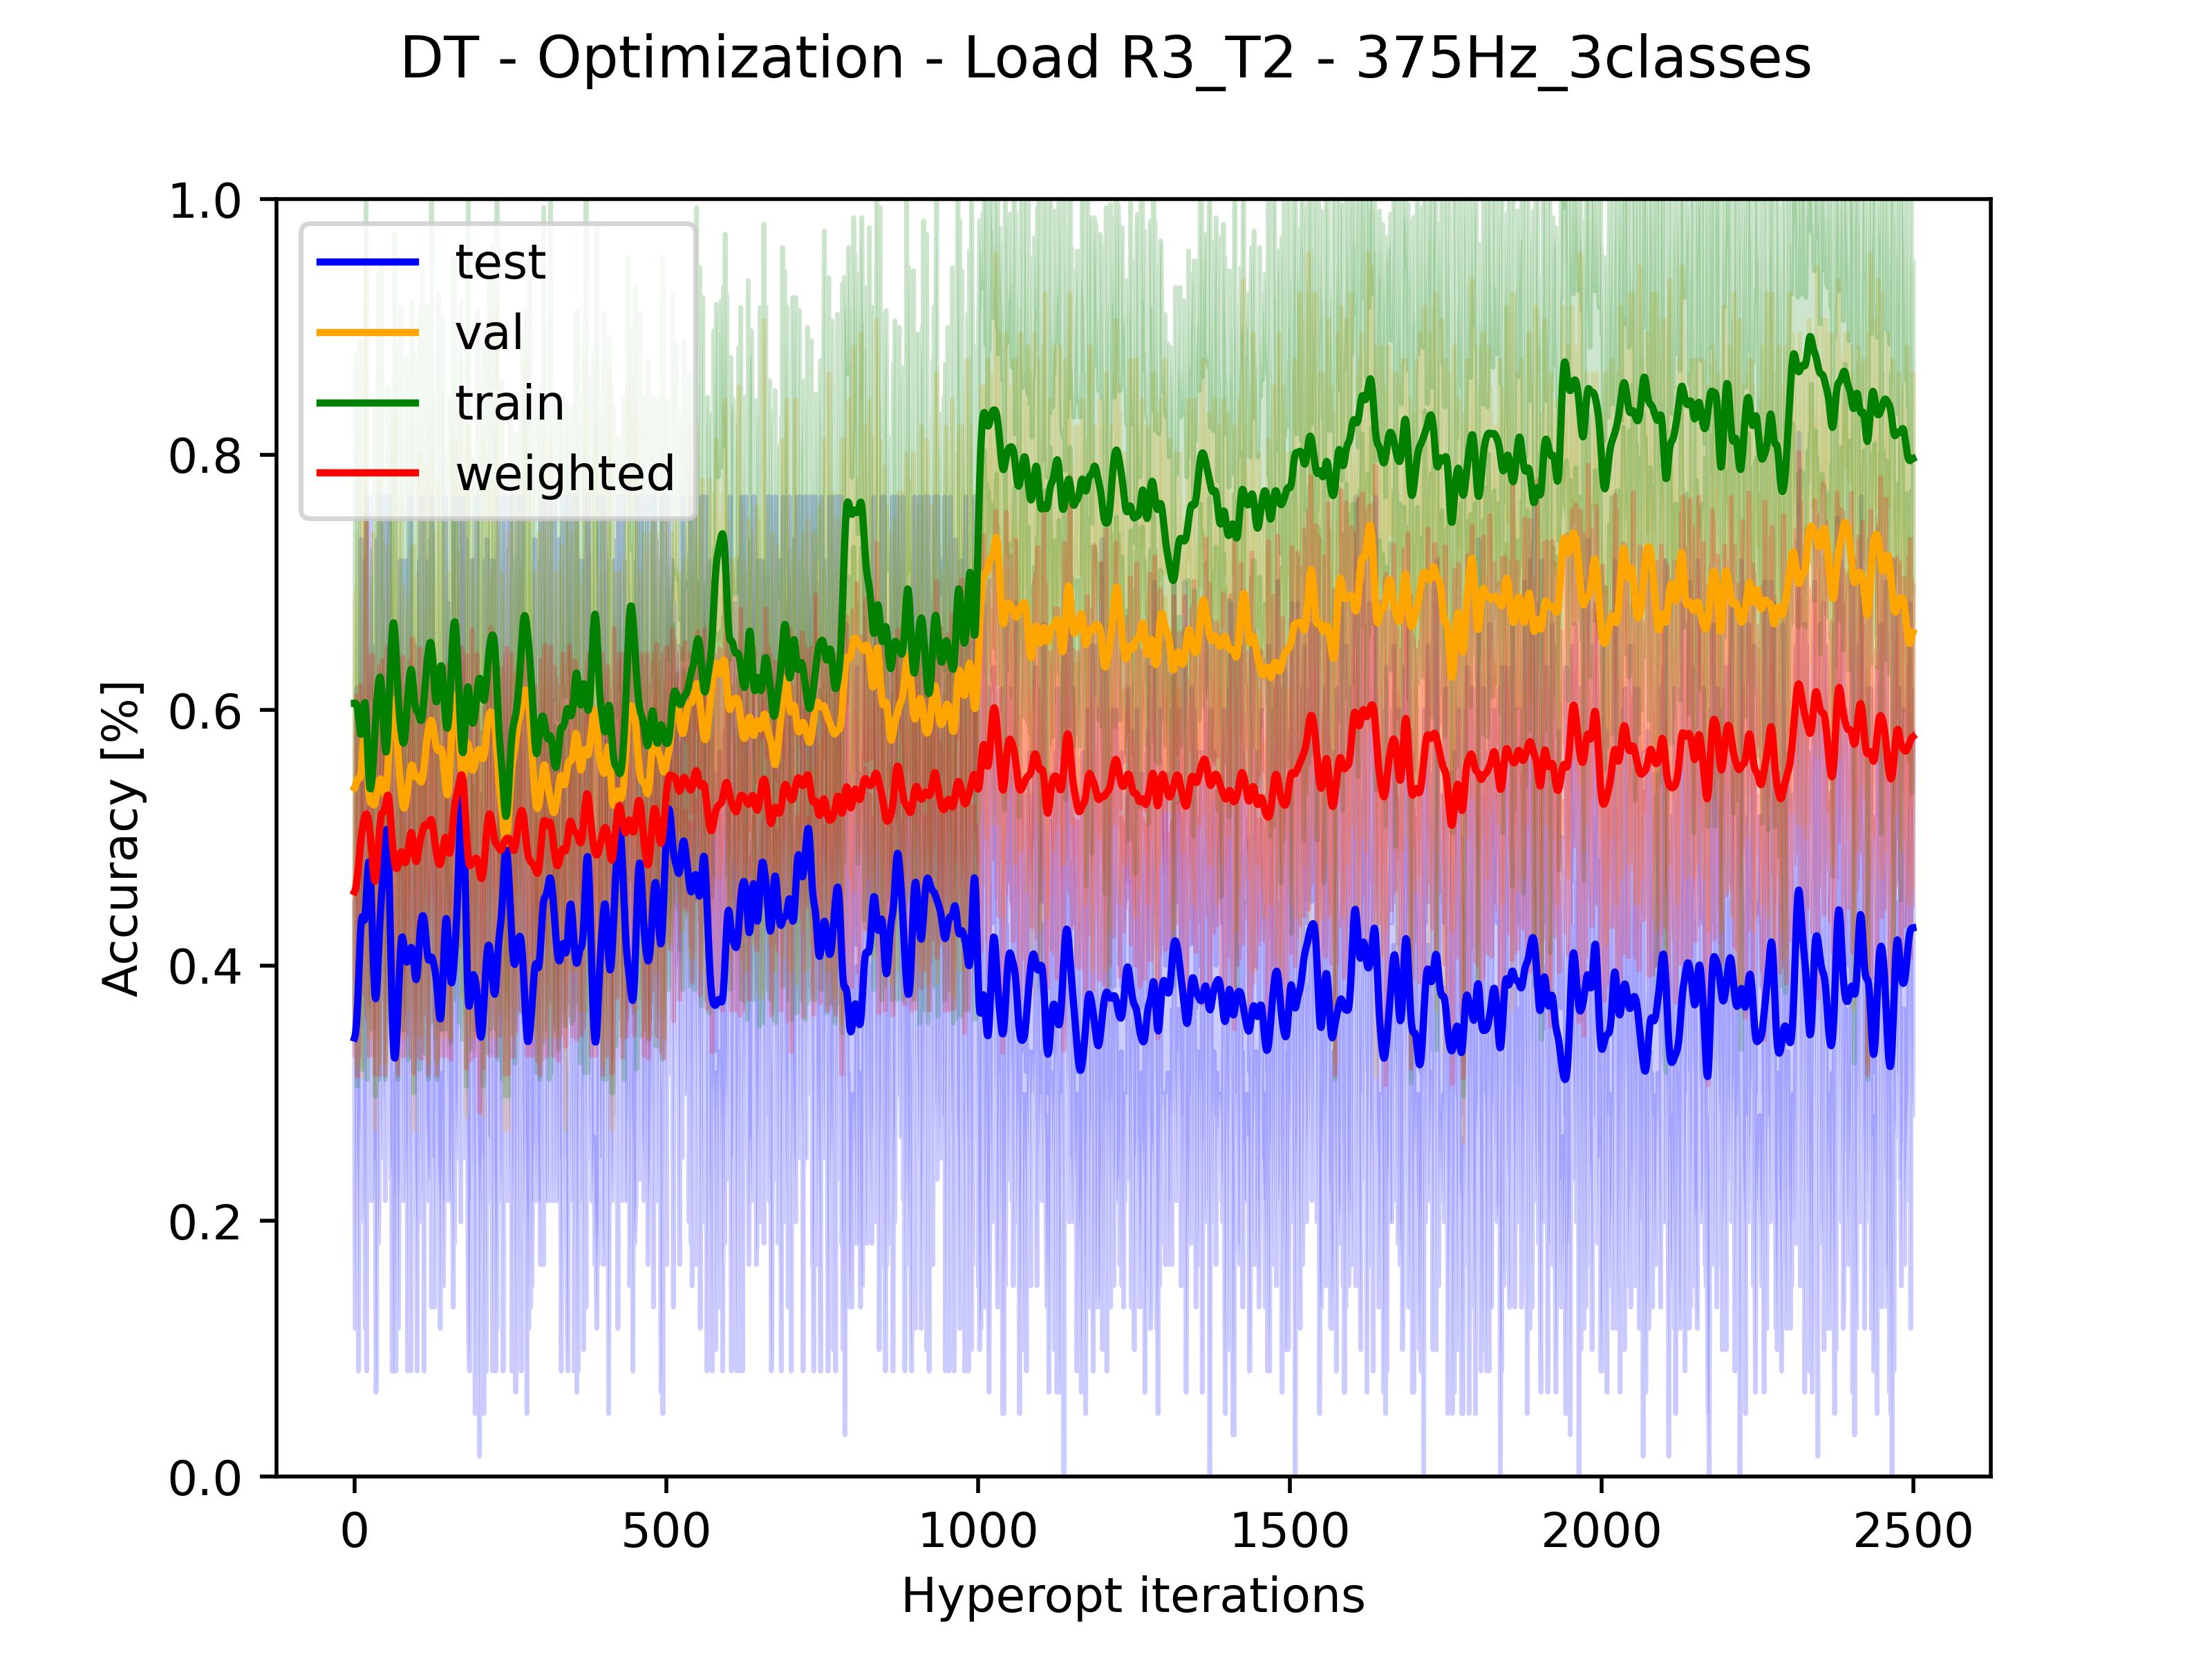 DT - Optimization - Load R3_T2 - 375Hz_3classes
1.0
0.8
0.6
0.4
0.2
0.0
Accuracy [%]
test
val
train
weighted
0 500 1000 1500 2000 2500
Hyperopt iterations